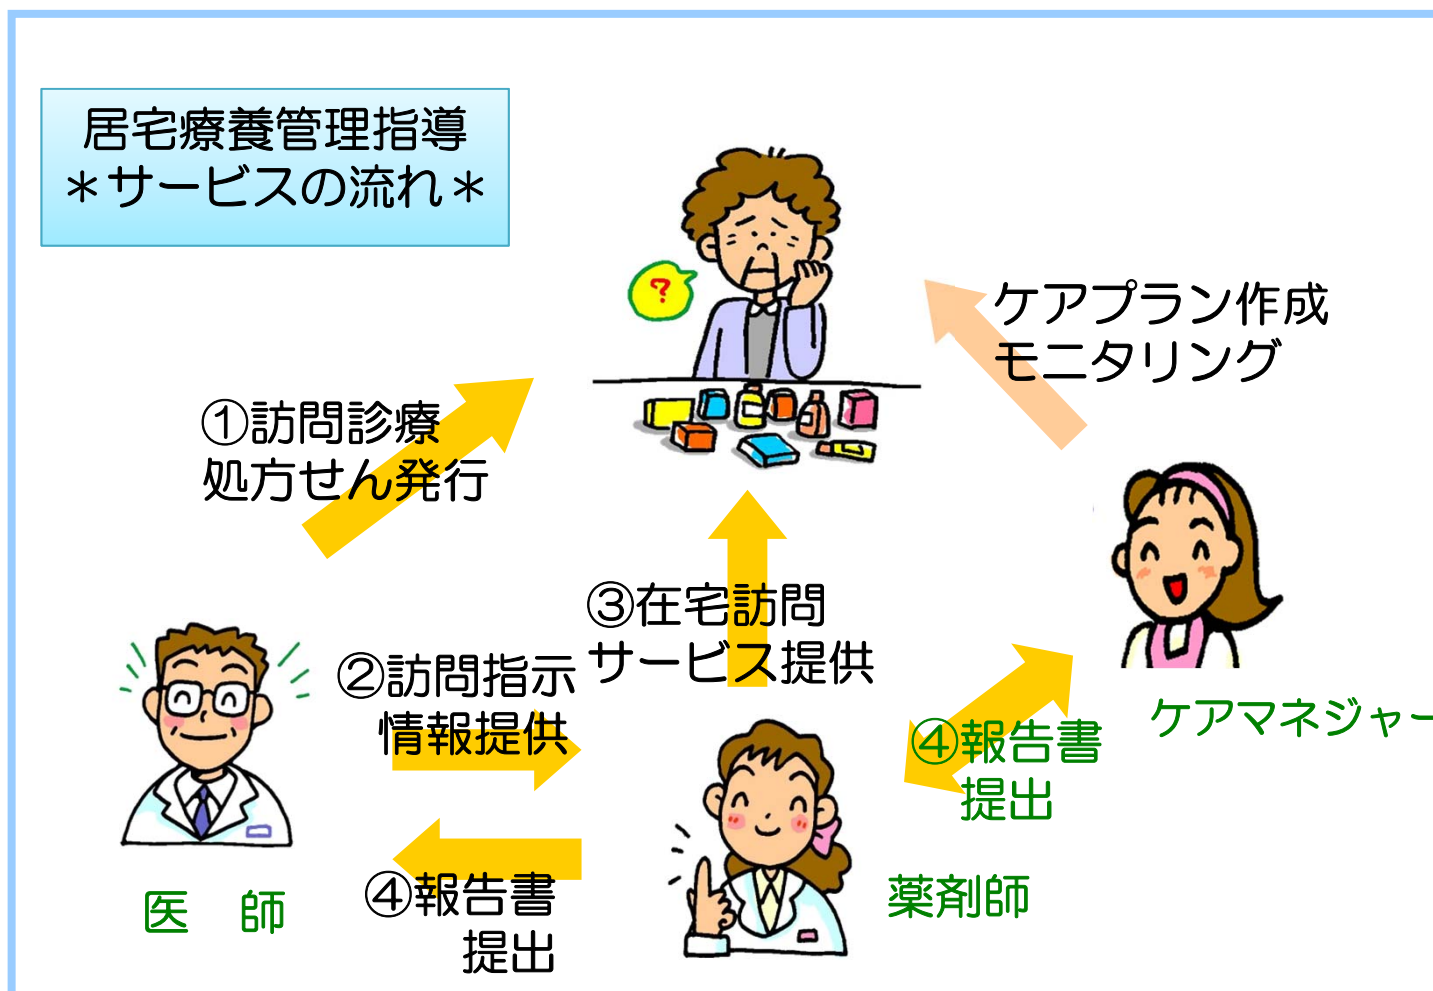 居宅療養管理指導
＊サービスの流れ＊
?
ケアプラン作成
モニタリング
①訪問診療
処方せん発行
③在宅訪問
サービス提供
②訪問指示
情報提供
ケアマネジャー
④報告書
提出
医　師
④報告書
提出
薬剤師